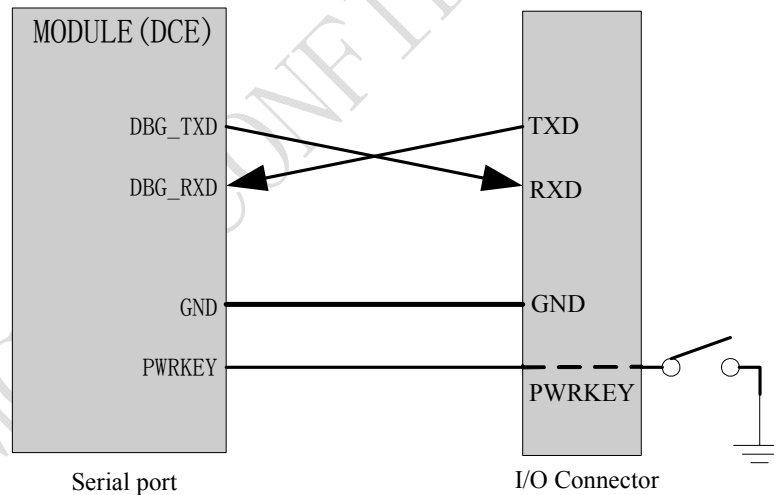 MODULE(DCE)
DBG_TXD
TXD
DBG_RXD
RXD
GND
GND
PWRKEY
PWRKEY
Serial port
I/O Connector